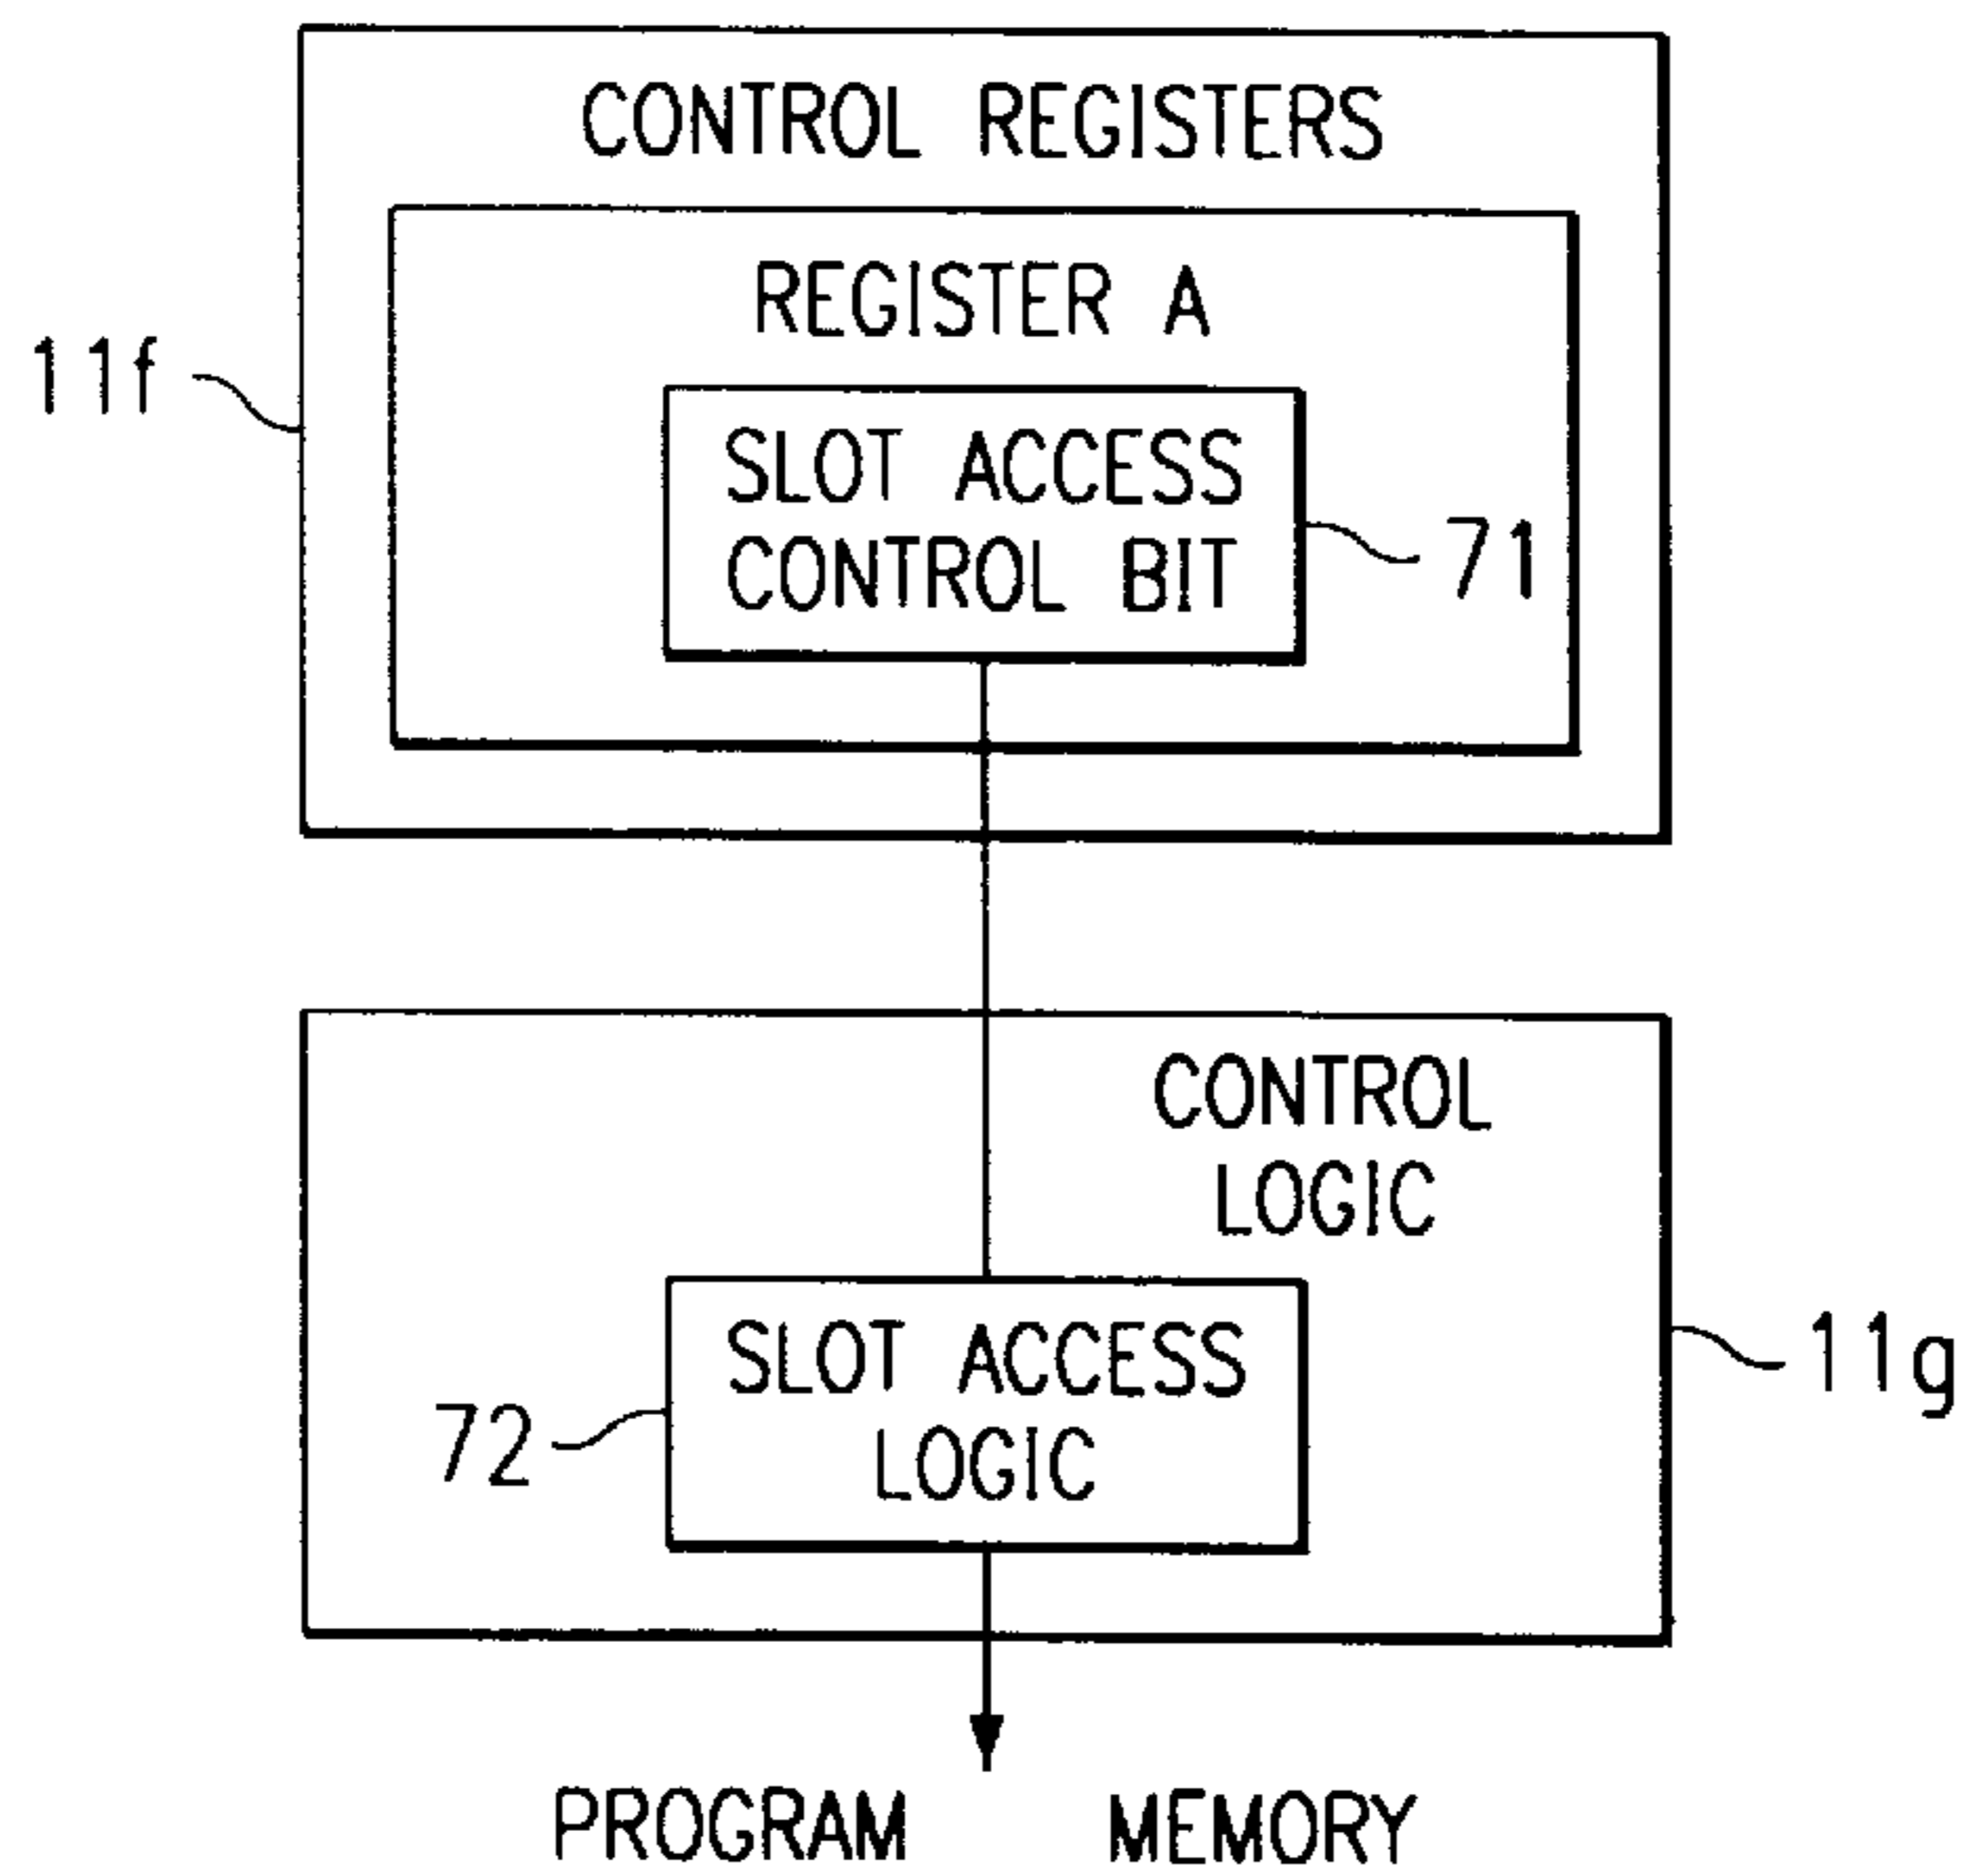 CONTROL REGISTERS
REGISTER A
11f
SLOT ACCESS
CONTROL BIT
71
CONTROL
LOGIC
SLOT ACCESS
LOGIC
72
11g
PROGRAM MEMORY